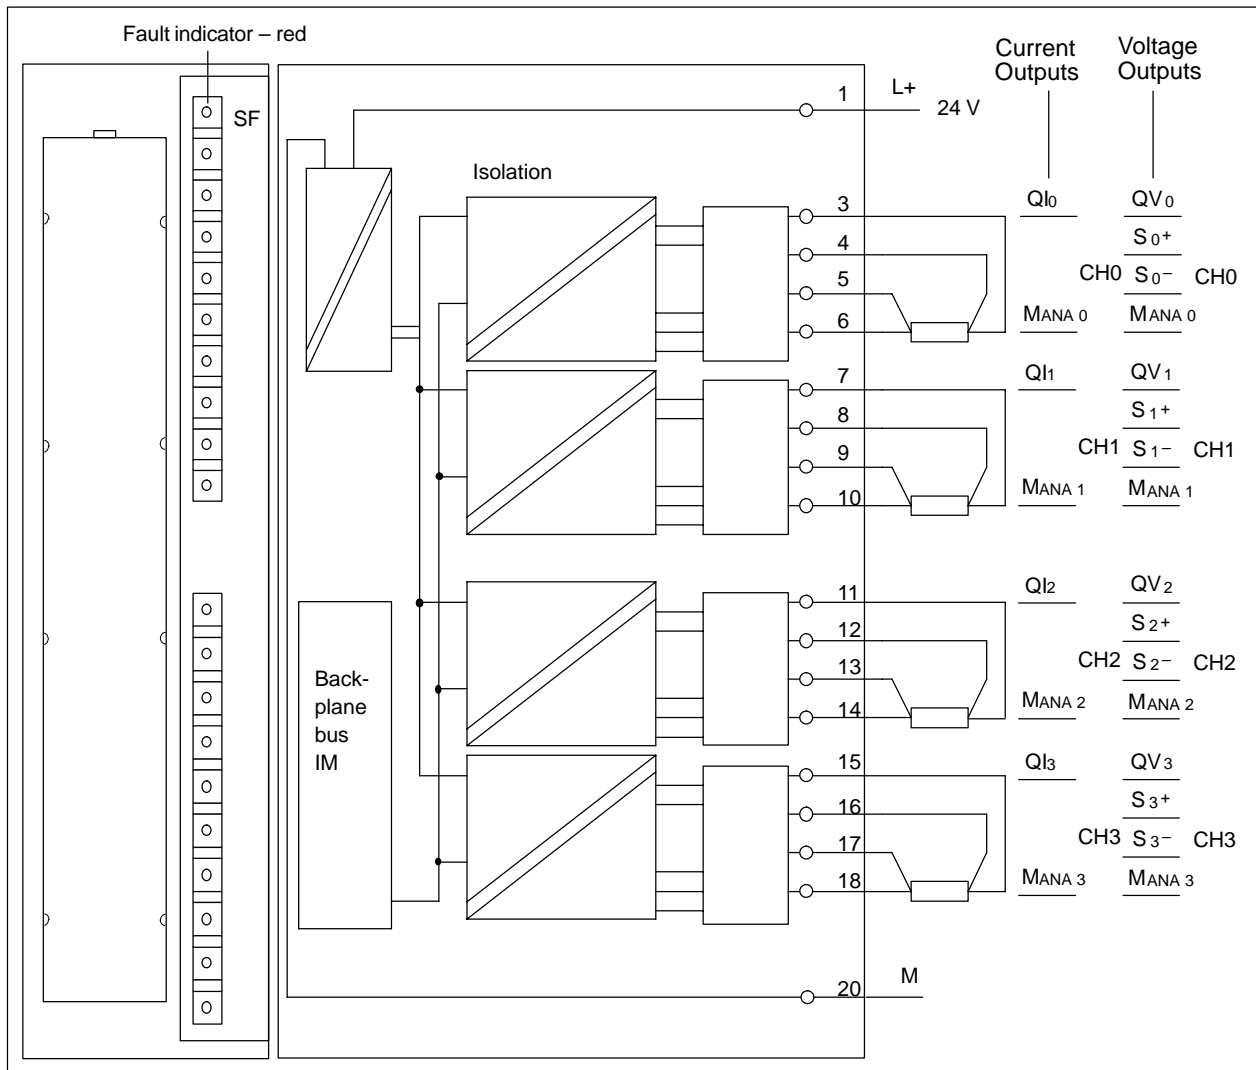 Fault indicator – red
SF
Current
Outputs
Voltage
Outputs
1
L+
24 V
Isolation
3
QI0
QV0
4
S0+
5
CH0
S0–
CH0
6
MANA 0
MANA 0
7
QI1
QV1
8
S1+
9
CH1
S1–
CH1
10
MANA 1
MANA 1
11
QI2
QV2
12
S2+
13
CH2
S2–
CH2
14
MANA 2
MANA 2
Back-
plane
bus
IM
15
QI3
QV3
16
S3+
17
CH3
S3–
CH3
18
MANA 3
MANA 3
20
M